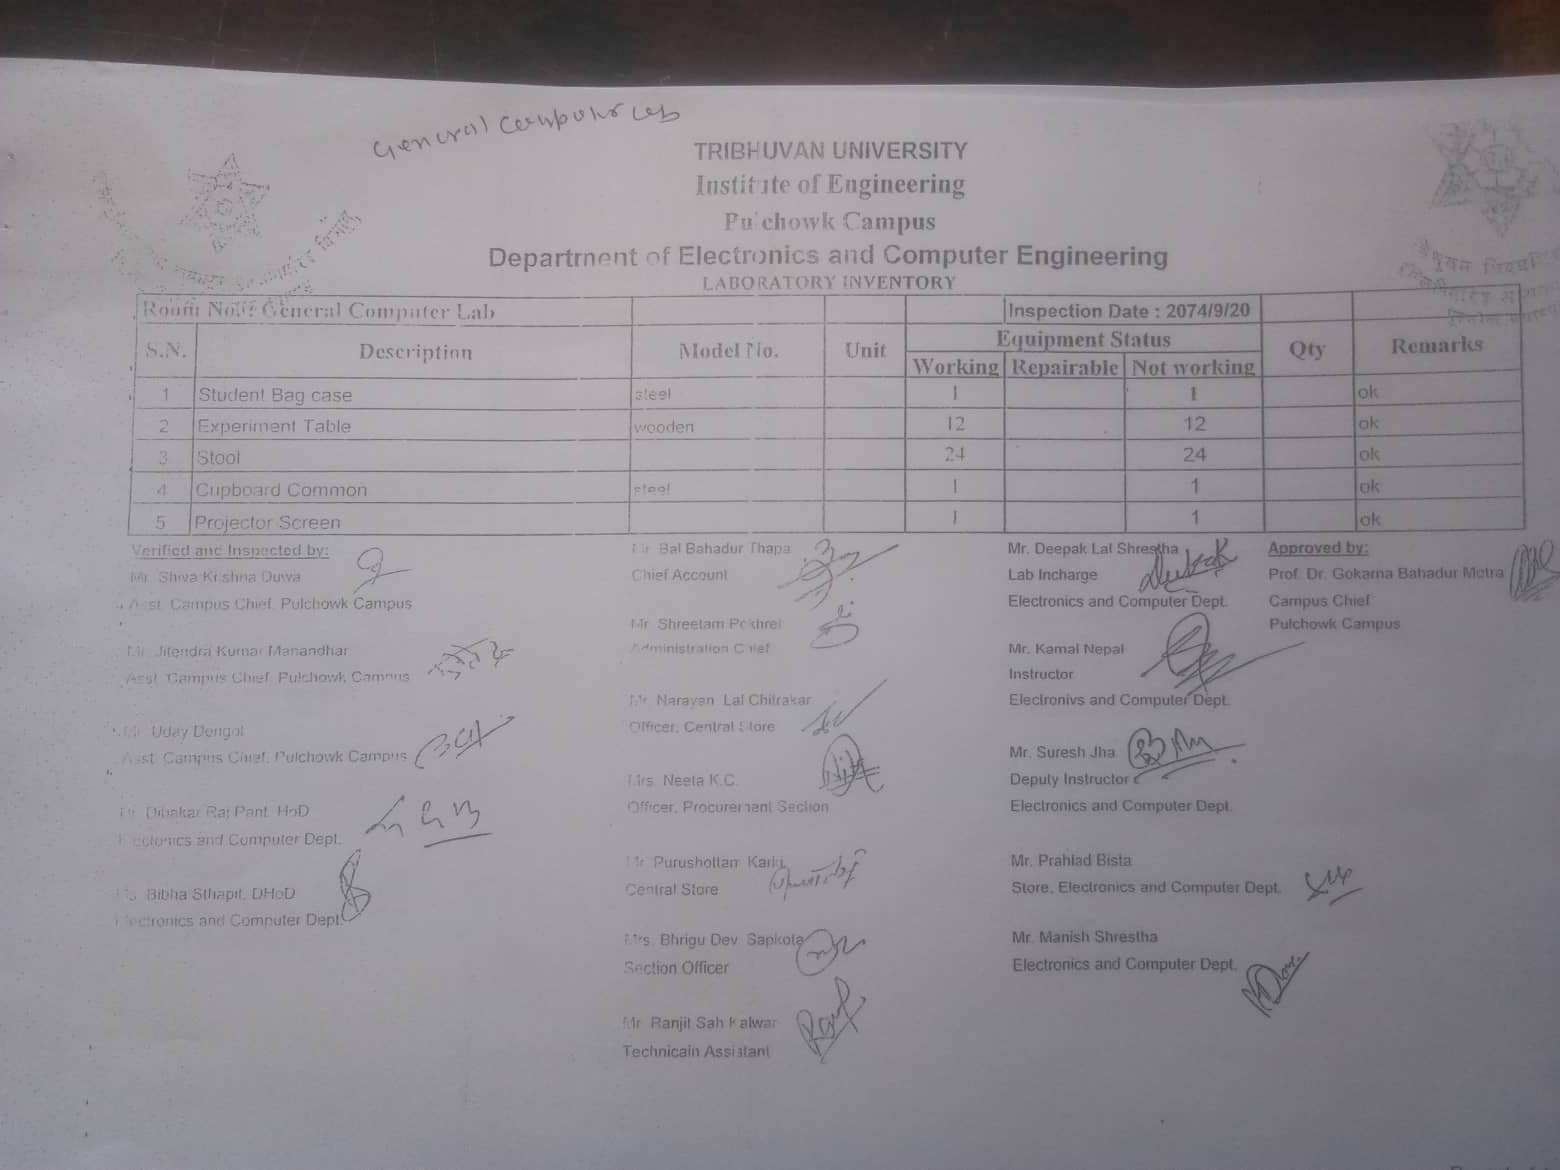 General Computer Lab
TRIBHUVAN UNIVERSITY
Institute of Engineering
Pulchowk Campus
Department of Electronics and Computer Engineering
LABORATORY INVENTORY
Room No: General Computer Lab Inspection Date : 2074/9/20
S.N. Description Model No. Unit Equipment Status Qty Remarks
Working Repairable Not working
1 Student Bag case steel 1 1 ok
2 Experiment Table wooden 12 12 ok
3 Stool 24 24 ok
4 Cupboard Common steel 1 1 ok
5 Projector Screen 1 1 ok
Verified and Inspected by:
Mr. Shiva Krishna Duwa
Asst. Campus Chief, Pulchowk Campus
Mr. Jitendra Kumar Manandhar
Asst. Campus Chief, Pulchowk Campus
Mr. Uday Dengol
Asst. Campus Chief, Pulchowk Campus
Dibakar Raj Pant, HoD
Electronics and Computer Dept.
Bibha Sthapit, DHoD
Electronics and Computer Dept.
Mr. Bal Bahadur Thapa
Chief Account
Mr. Shreeram Pokhrel
Administration Chief
Mr. Narayan Lal Chitrakar
Officer, Central Store
Mrs. Neeta K.C.
Officer, Procurement Section
Mr. Purushottam Karki
Central Store
Mrs. Bhrigu Dev. Sapkota
Section Officer
Mr. Ranjit Sah Kalwar
Technicain Assistant
Mr. Deepak Lal Shrestha
Lab Incharge
Electronics and Computer Dept.
Mr. Kamal Nepal
Instructor
Electronivs and Computer Dept.
Mr. Suresh Jha
Deputy Instructor
Electronics and Computer Dept.
Mr. Prahlad Bista
Store, Electronics and Computer Dept.
Mr. Manish Shrestha
Electronics and Computer Dept.
Approved by:
Prof. Dr. Gokarna Bahadur Motra
Campus Chief
Pulchowk Campus